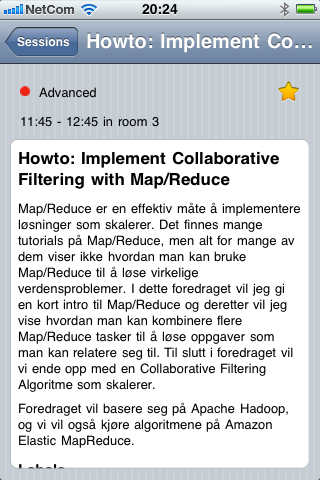 NetCom 20:24
Sessions Howto: Implement Co...
Advanced
11:45 - 12:45 in room 3
Howto: Implement Collaborative
Filtering with Map/Reduce
Map/Reduce er en effektiv måte å implementere
løsninger som skalerer. Det finnes mange
tutorials på Map/Reduce, men alt for mange av
dem viser ikke hvordan man kan bruke
Map/Reduce til å løse virkelige
verdensproblemer. I dette foredraget vil jeg gi
en kort intro til Map/Reduce og deretter vil jeg
vise hvordan man kan kombinere flere
Map/Reduce tasker til å løse oppgaver som
man kan relatere seg til. Til slutt i foredraget vil
vi ende opp med en Collaborative Filtering
Algoritme som skalerer.
Foredraget vil basere seg på Apache Hadoop,
og vi vil også kjøre algoritmene på Amazon
Elastic MapReduce.
Labels